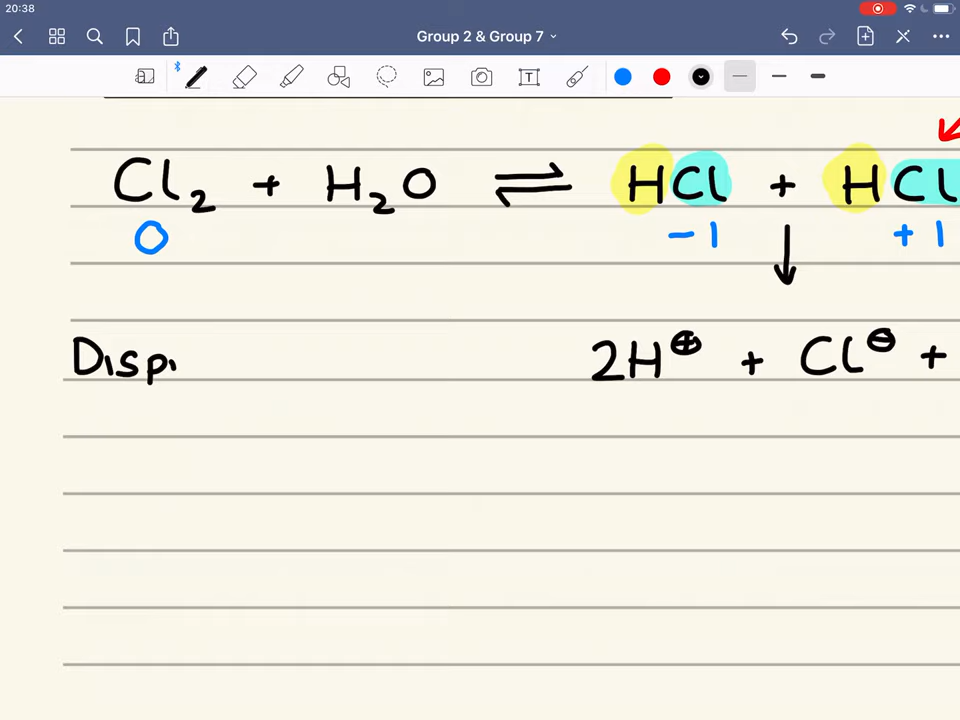 20:38
Group 2 & Group 7
T
Cl₂ + H₂O ⇌ HCl + HCl
0 -1 +1
Disp 2H⊕ + Cl⊖ +